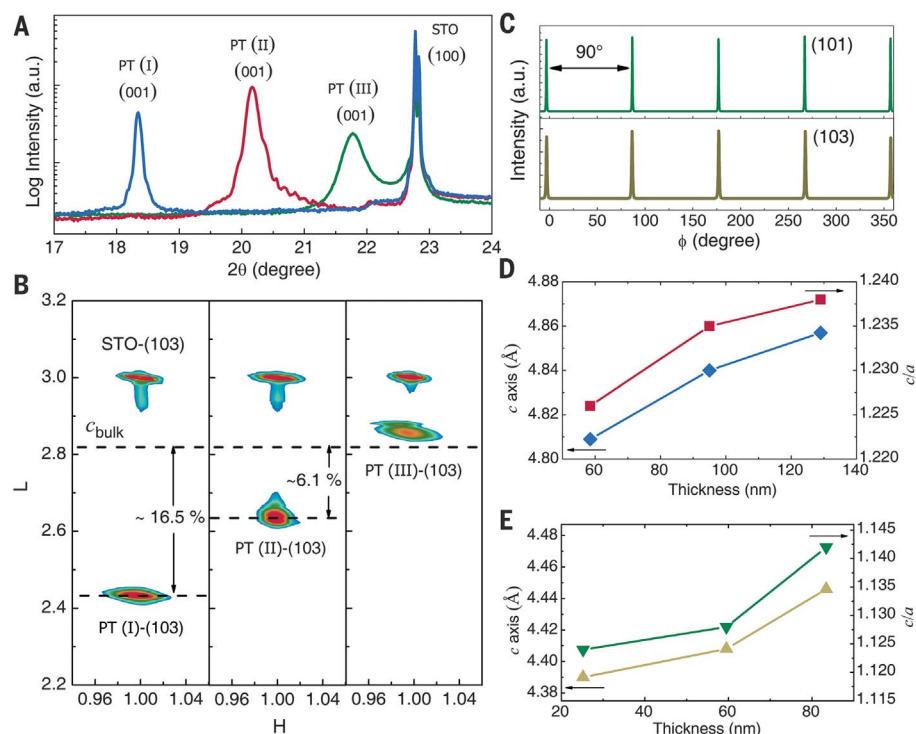 A
Log Intensity (a.u.)
PT (I)
(001)
PT (II)
(001)
PT (III)
(001)
STO
(100)
17 18 19 20 21 22 23 24
2θ (degree)
B
L
3.2
3.0
2.8
2.6
2.4
2.2
STO-(103)
c bulk
~ 16.5 %
PT (I)-(103)
~6.1 %
PT (II)-(103)
PT (III)-(103)
0.96 1.00 1.04 0.96 1.00 1.04 0.96 1.00 1.04
H
C
Intensity (a.u.)
90°
(101)
(103)
0 50 100 150 200 250 300 350
ϕ (degree)
D
c axis (Å)
4.88
4.86
4.84
4.82
4.80
1.240
1.235
1.230
1.225
1.220
c/a
60 80 100 120 140
Thickness (nm)
E
c axis (Å)
4.48
4.46
4.44
4.42
4.40
4.38
1.145
1.140
1.135
1.130
1.125
1.120
1.115
c/a
20 40 60 80
Thickness (nm)